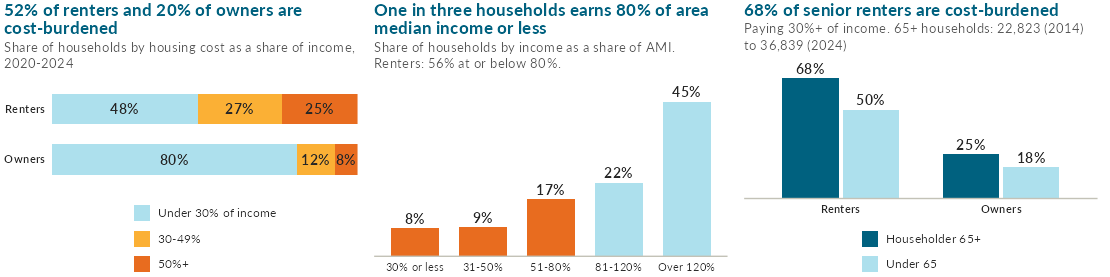 52% of renters and 20% of owners are
cost-burdened
Share of households by housing cost as a share of income,
2020-2024
Renters
48%
27%
25%
Owners
80%
12%
8%
Under 30% of income
30-49%
50%+
One in three households earns 80% of area
median income or less
Share of households by income as a share of AMI.
Renters: 56% at or below 80%.
8%
9%
17%
22%
45%
30% or less
31-50%
51-80%
81-120%
Over 120%
68% of senior renters are cost-burdened
Paying 30%+ of income. 65+ households: 22,823 (2014)
to 36,839 (2024)
68%
50%
25%
18%
Renters
Owners
Householder 65+
Under 65